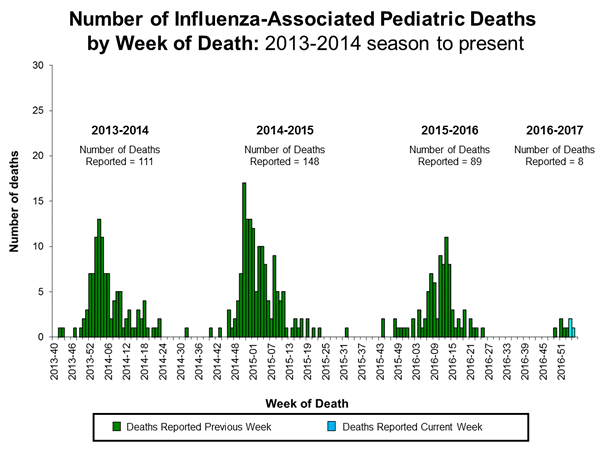 Number of Influenza-Associated Pediatric Deaths
by Week of Death: 2013-2014 season to present
30
25
20
15
10
5
0
Number of deaths
2013-2014
Number of Deaths
Reported = 111
2014-2015
Number of Deaths
Reported = 148
2015-2016
Number of Deaths
Reported = 89
2016-2017
Number of Deaths
Reported = 8
2013-40
2013-46
2013-52
2014-06
2014-12
2014-18
2014-24
2014-30
2014-36
2014-42
2014-48
2015-01
2015-07
2015-13
2015-19
2015-25
2015-31
2015-37
2015-43
2015-49
2016-03
2016-09
2016-15
2016-21
2016-27
2016-33
2016-39
2016-45
2016-51
Week of Death
Deaths Reported Previous Week
Deaths Reported Current Week